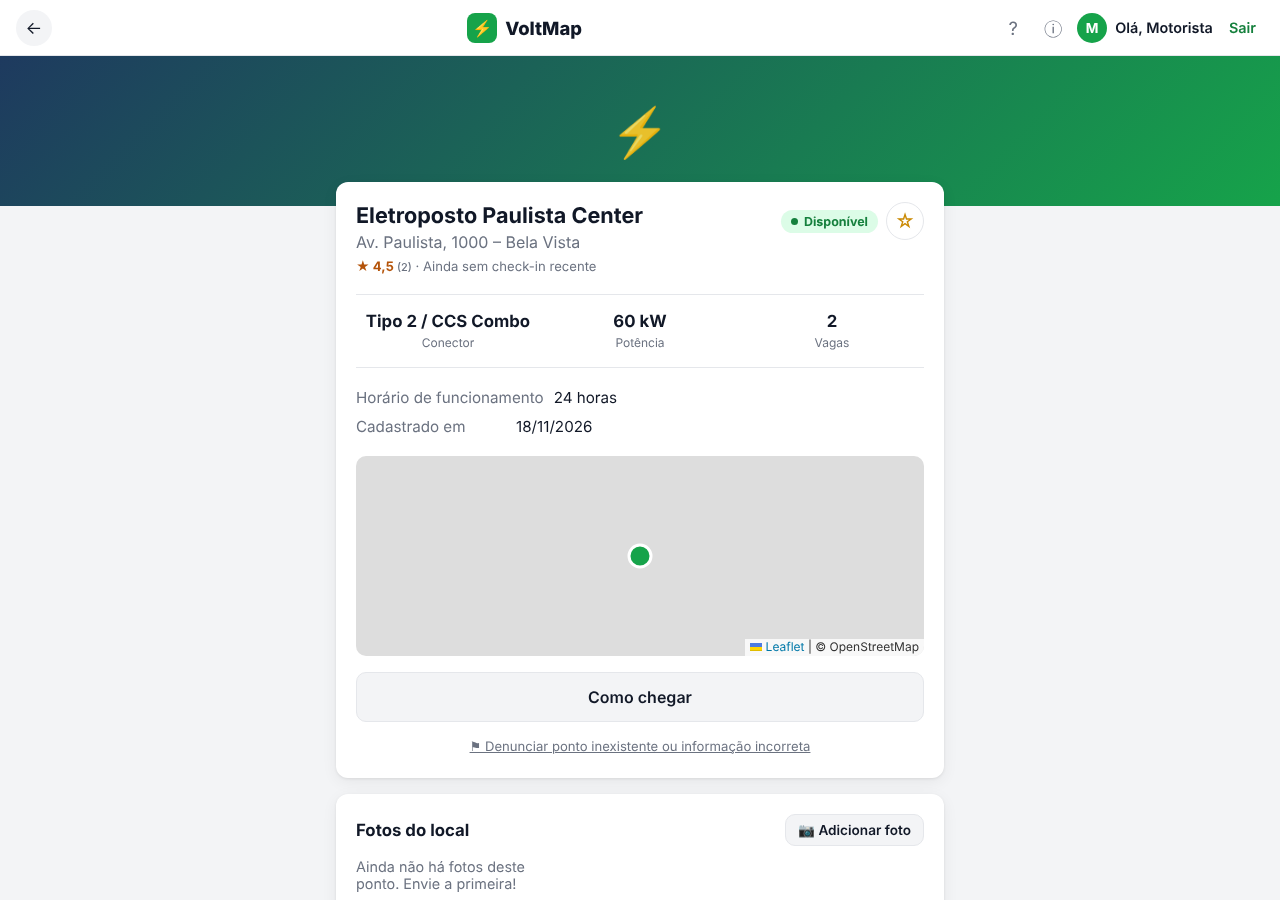 ←
⚡ VoltMap
? ⓘ M Olá, Motorista Sair
⚡
Eletroposto Paulista Center
Disponível ☆
Av. Paulista, 1000 – Bela Vista
★ 4,5 (2) · Ainda sem check-in recente
Tipo 2 / CCS Combo 60 kW 2
Conector Potência Vagas
Horário de funcionamento 24 horas
Cadastrado em 18/11/2026
Leaflet | © OpenStreetMap
Como chegar
⚑ Denunciar ponto inexistente ou informação incorreta
Fotos do local
📷 Adicionar foto
Ainda não há fotos deste
ponto. Envie a primeira!